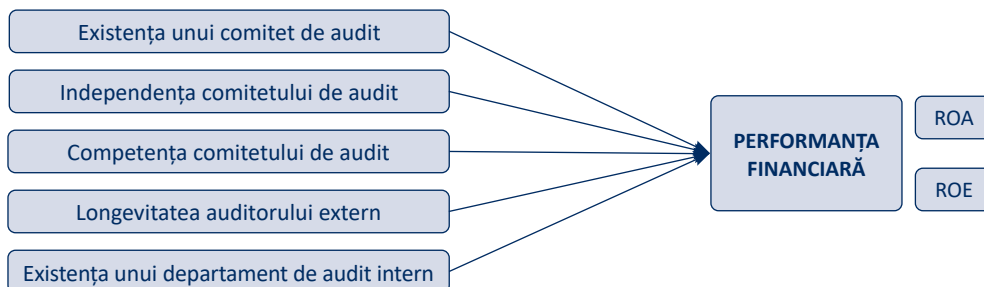 Existența unui comitet de audit
Independența comitetului de audit
Competența comitetului de audit
Longevitatea auditorului extern
Existența unui departament de audit intern
PERFORMANȚA
FINANCIARĂ
ROA
ROE